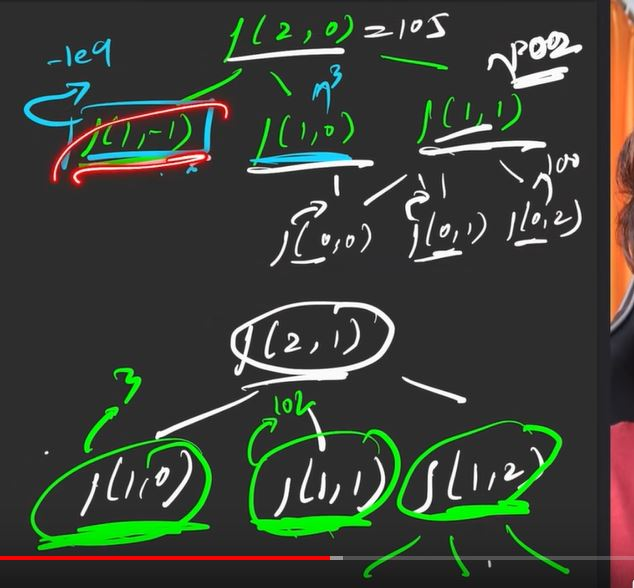 f(2,0) = 105
-1e9
3
f(1,-1)
f(1,0)
f(1,1)
100
f(0,0)
f(0,1)
f(0,2)
f(2,1)
3
102
f(1,0)
f(1,1)
f(1,2)